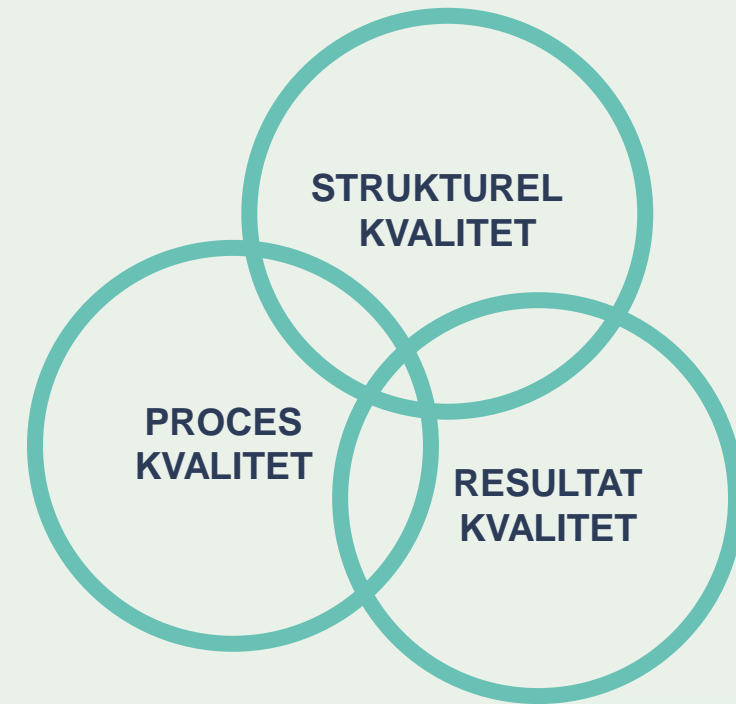 STRUKTUREL
KVALITET
PROCES
KVALITET
RESULTAT
KVALITET